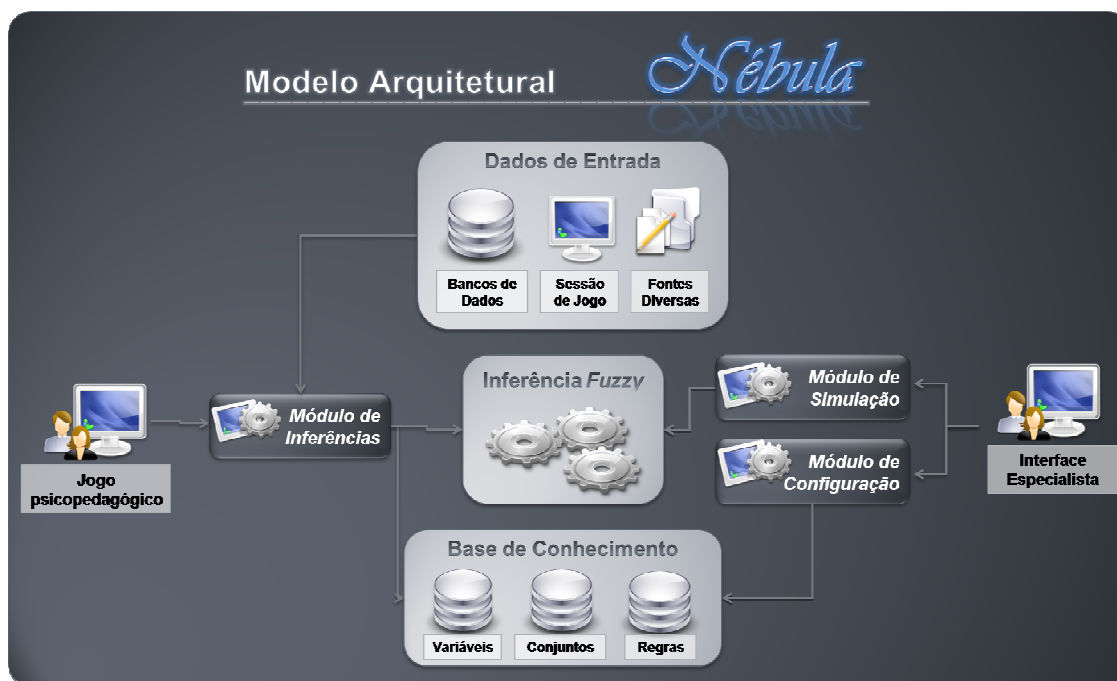 Modelo Arquitetural
Nébula
Dados de Entrada
Bancos de
Dados
Sessão
de Jogo
Fontes
Diversas
Inferência Fuzzy
Módulo de
Simulação
Módulo de
Inferências
Jogo
psicopedagógico
Módulo de
Configuração
Interface
Especialista
Base de Conhecimento
Variáveis
Conjuntos
Regras